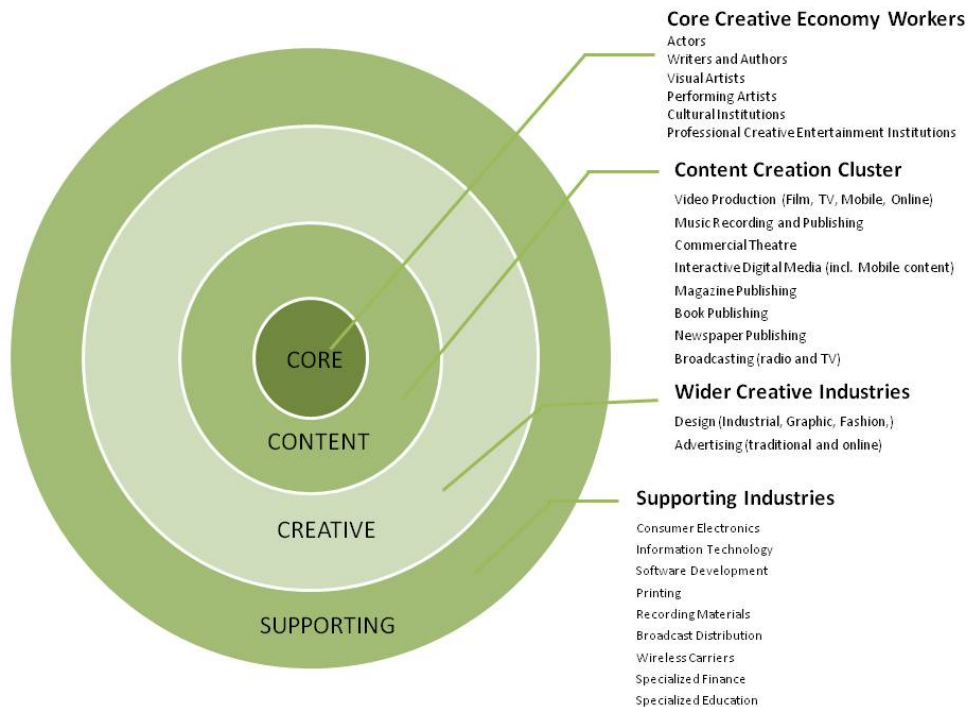 Core Creative Economy Workers
Actors
Writers and Authors
Visual Artists
Performing Artists
Cultural Institutions
Professional Creative Entertainment Institutions
Content Creation Cluster
Video Production (Film, TV, Mobile, Online)
Music Recording and Publishing
Commercial Theatre
Interactive Digital Media (incl. Mobile content)
Magazine Publishing
Book Publishing
Newspaper Publishing
Broadcasting (radio and TV)
Wider Creative Industries
Design (Industrial, Graphic, Fashion,)
Advertising (traditional and online)
Supporting Industries
Consumer Electronics
Information Technology
Software Development
Printing
Recording Materials
Broadcast Distribution
Wireless Carriers
Specialized Finance
Specialized Education
CORE
CONTENT
CREATIVE
SUPPORTING